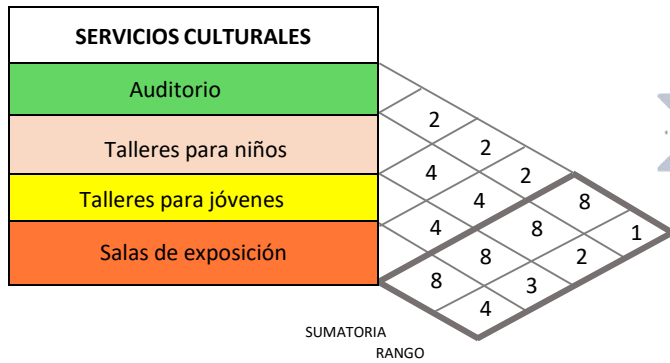 SERVICIOS CULTURALES
Auditorio
2
Talleres para niños
2
4
2
Talleres para jóvenes
4
8
4
8
1
Salas de exposición
8
2
8
3
4
SUMATORIA
RANGO